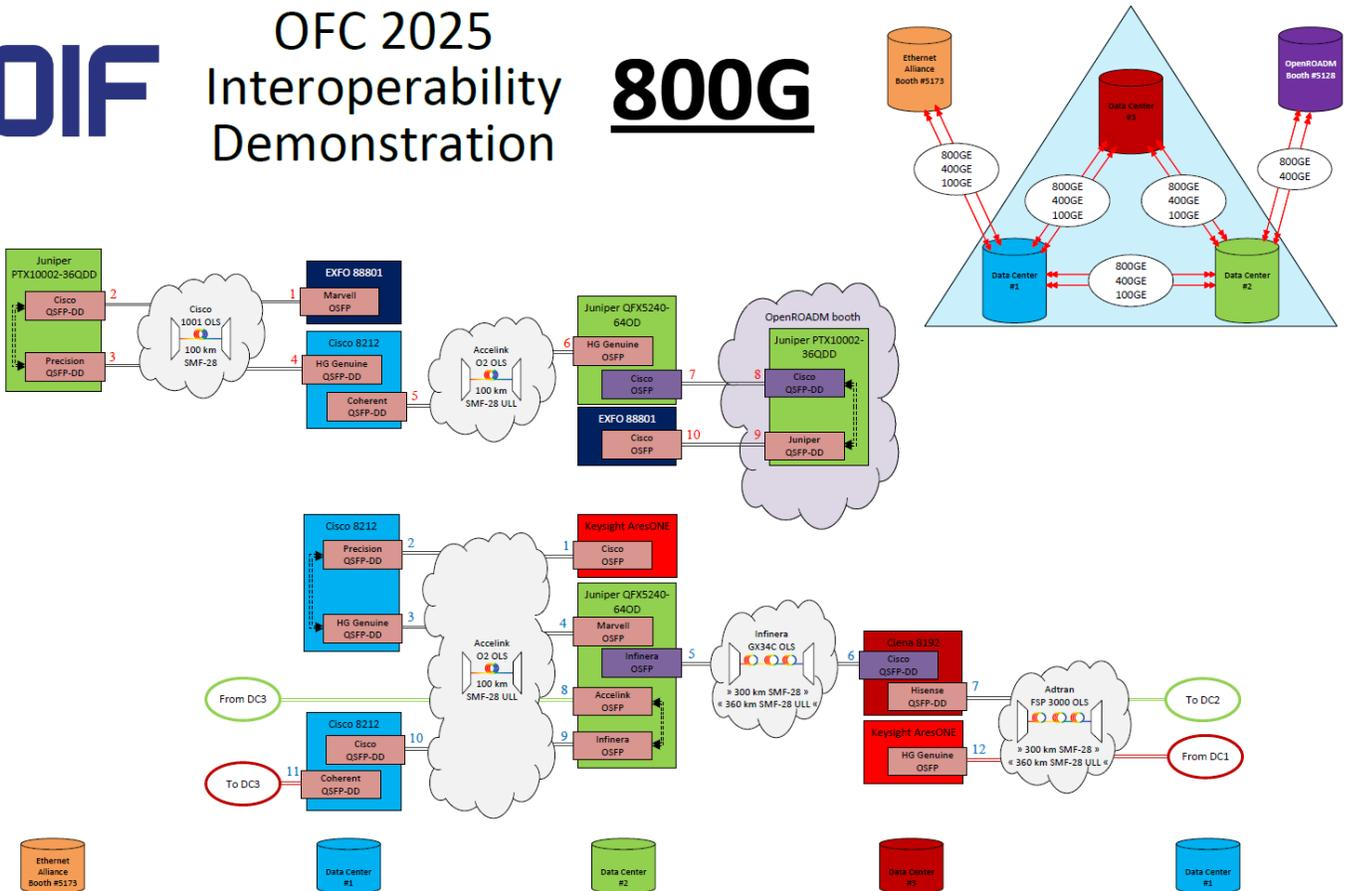 OIF
OFC 2025
Interoperability
Demonstration
800G
Ethernet
Alliance
Booth #5173
OpenROADM
Booth #5128
Data Center
#3
800GE
400GE
100GE
800GE
400GE
800GE
400GE
100GE
800GE
400GE
100GE
Data Center
#1
800GE
400GE
100GE
Data Center
#2
Juniper
PTX10002-36QDD
Cisco
QSFP-DD
2
Precision
QSFP-DD
3
Cisco
1001 OLS
100 km
SMF-28
1
EXFO 88801
Marvell
OSFP
Cisco 8212
4
HG Genuine
QSFP-DD
Coherent
QSFP-DD
5
Accelink
O2 OLS
100 km
SMF-28 ULL
Juniper QFX5240-
64OD
6
HG Genuine
OSFP
Cisco
OSFP
7
EXFO 88801
Cisco
OSFP
10
OpenROADM booth
Juniper PTX10002-
36QDD
8
Cisco
QSFP-DD
9
Juniper
QSFP-DD
Cisco 8212
Precision
QSFP-DD
2
HG Genuine
QSFP-DD
3
Accelink
O2 OLS
100 km
SMF-28 ULL
Keysight AresONE
1
Cisco
OSFP
Juniper QFX5240-
64OD
4
Marvell
OSFP
Infinera
OSFP
5
8
Accelink
OSFP
9
Infinera
OSFP
Infinera
GX34C OLS
» 300 km SMF-28 »
« 360 km SMF-28 ULL «
Ciena 8192
6
Cisco
QSFP-DD
Hisense
QSFP-DD
7
Keysight AresONE
HG Genuine
OSFP
12
Adtran
FSP 3000 OLS
» 300 km SMF-28 »
« 360 km SMF-28 ULL «
To DC2
From DC1
From DC3
Cisco 8212
Cisco
QSFP-DD
10
To DC3
11
Coherent
QSFP-DD
Ethernet
Alliance
Booth #5173
Data Center
#1
Data Center
#2
Data Center
#3
Data Center
#1